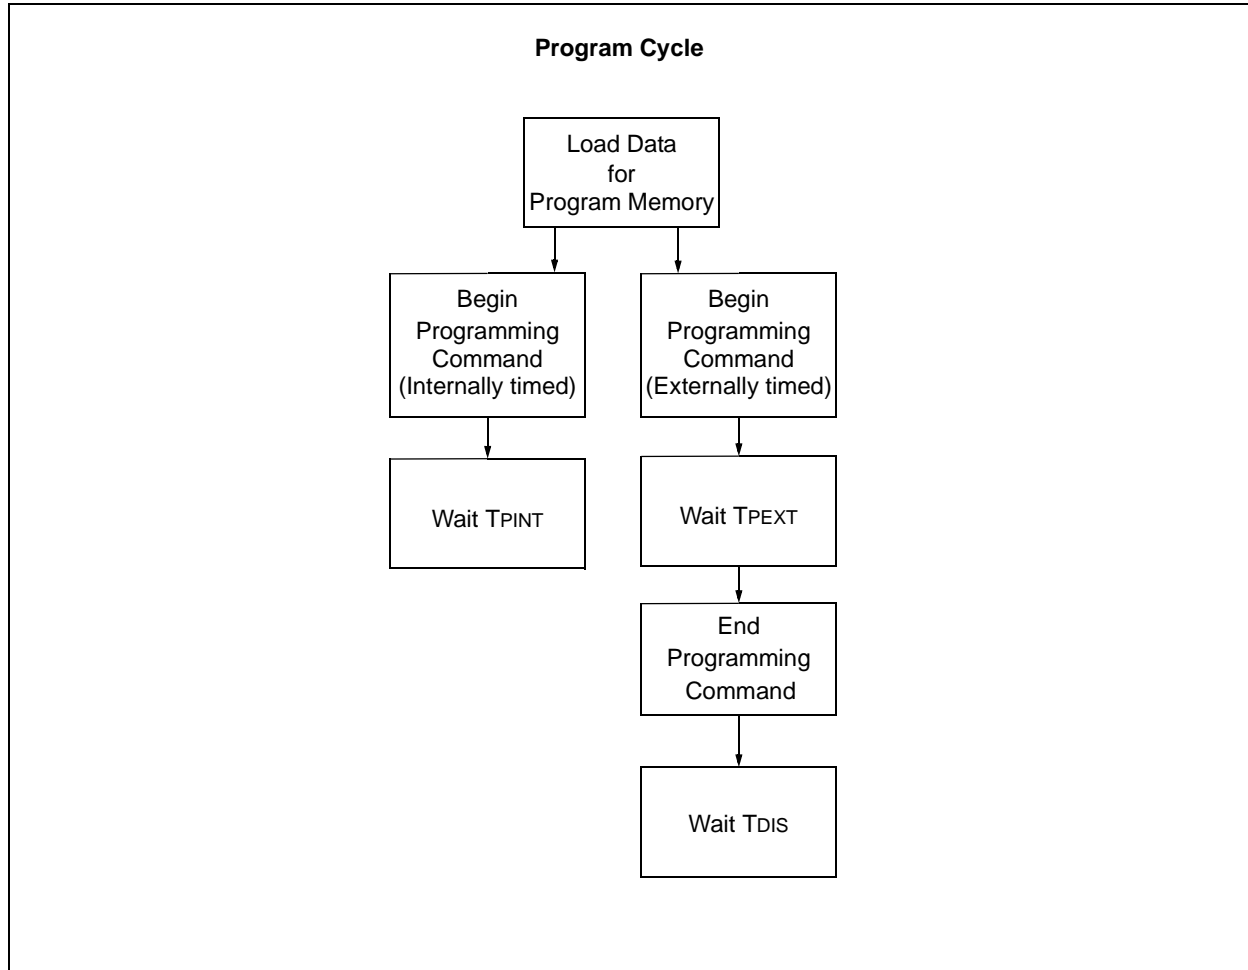 Program Cycle
Load Data
for
Program Memory
Begin
Programming
Command
(Internally timed)
Begin
Programming
Command
(Externally timed)
Wait TPINT
Wait TPEXT
End
Programming
Command
Wait TDIS